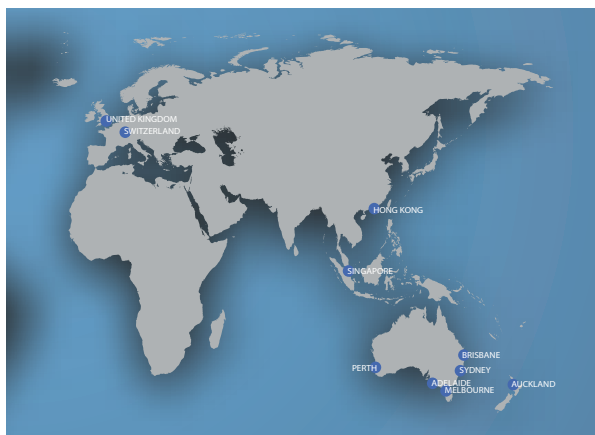 UNITED KINGDOM
SWITZERLAND
HONG KONG
SINGAPORE
BRISBANE
PERTH
SYDNEY
ADELAIDE
AUCKLAND
MELBOURNE